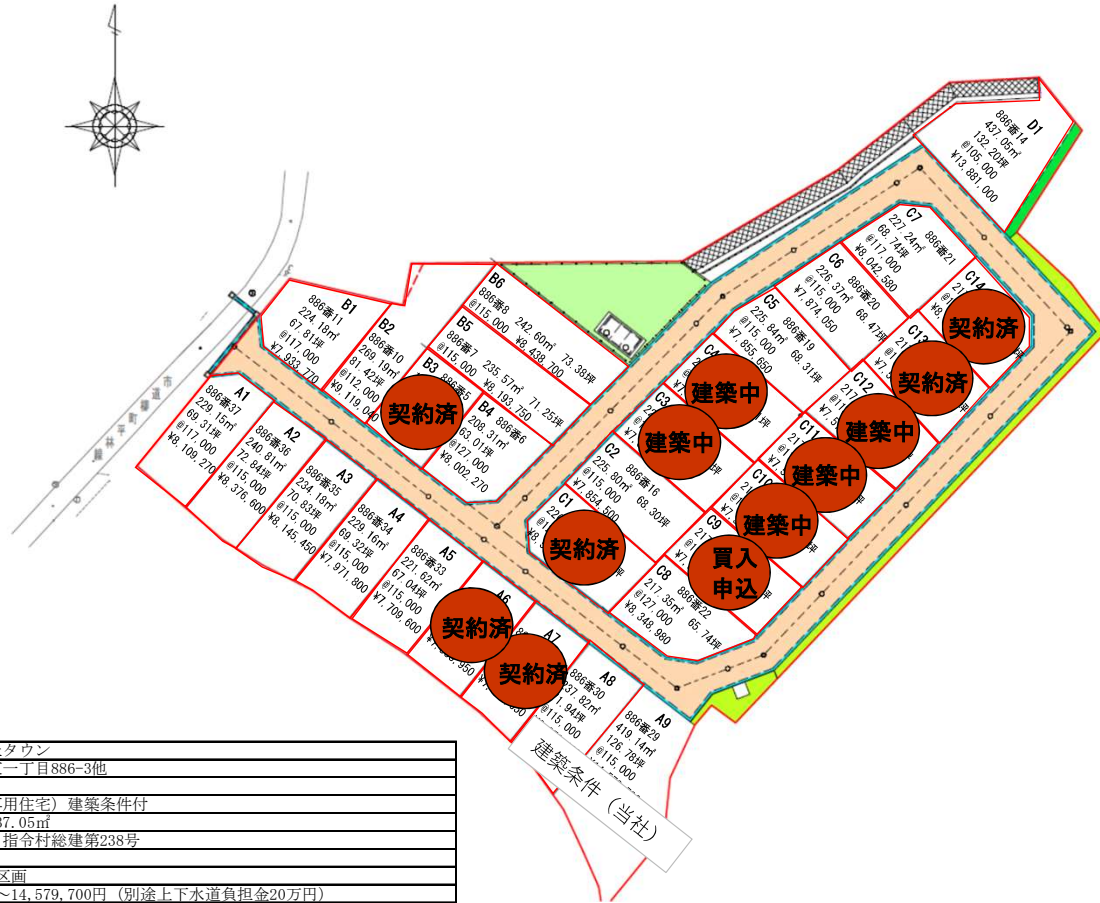 市道柳町平林線
B1
886番11
224.18㎡
67.81坪
@117,000
¥7,933,770
B2
886番10
269.19㎡
81.42坪
@112,000
¥9,119,040
B3
契約済
B4 886番6
208.31㎡
63.01坪
@127,000
¥8,002,270
B5
886番7 235.57㎡ 71.25坪
@115,000 ¥8,193,750
B6
886番8 242.60㎡ 73.38坪
@115,000 ¥8,438,700
A1
886番37
229.15㎡
69.31坪
@117,000
¥8,109,270
A2
886番36
240.81㎡
72.84坪
@115,000
¥8,376,600
A3
886番35
234.18㎡
70.83坪
@115,000
¥8,145,450
A4
886番34
229.16㎡
69.32坪
@115,000
¥7,971,800
A5
886番33
221.62㎡
67.04坪
@115,000
¥7,709,600
A6
契約済
A7
契約済
A8
886番30
@115,000
A9
886番29
419.14㎡
126.78坪
@115,000
建築条件（当社）
C1
契約済
C2 886番16
225.80㎡ 68.30坪
@115,000
¥7,854,500
C3
建築中
C4
建築中
C5 886番19
225.84㎡ 68.31坪
@115,000
¥7,855,650
C6 886番20
226.37㎡ 68.47坪
@115,000
¥7,874,050
C7 886番21
227.24㎡
68.74坪
@117,000
¥8,042,580
C8 886番22
217.35㎡ 65.74坪
@127,000
¥8,348,980
C9
買入
申込
C10
建築中
C11
建築中
C12
建築中
C13
契約済
C14
契約済
D1
886番14
437.05㎡
132.20坪
@105,000
¥13,881,000
タウン
一丁目886-3他
用住宅）建築条件付
37.05㎡
指令村総建第238号
区画
～14,579,700円（別途上下水道負担金20万円）